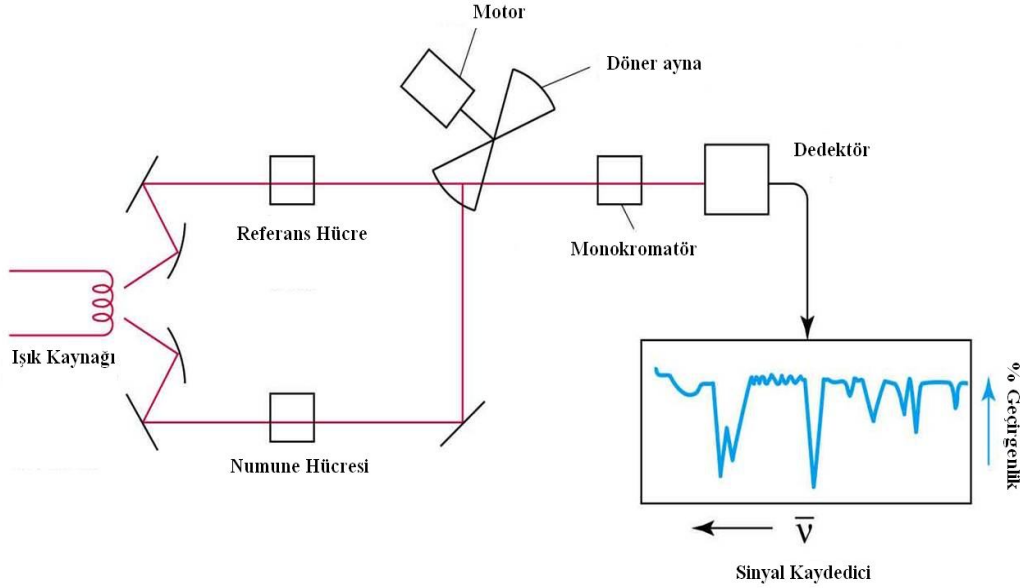 Motor
Döner ayna
Dedektör
Referans Hücre
Monokromatör
Işık Kaynağı
Numune Hücresi
% Geçirgenlik
ν̅
Sinyal Kaydedici